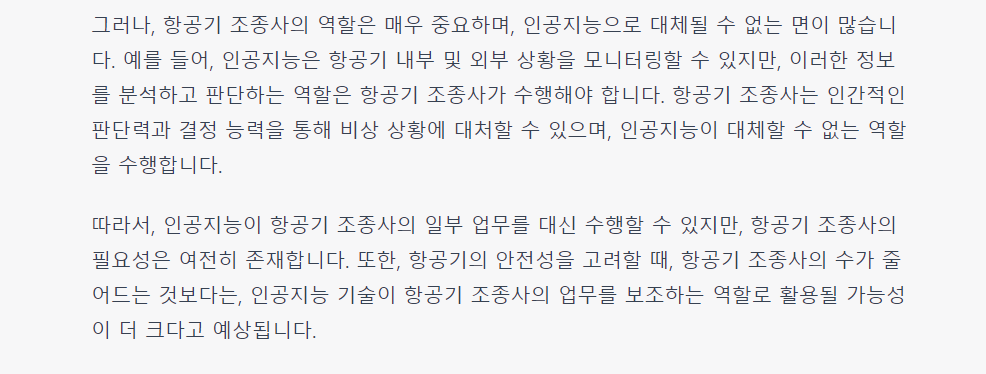 그러나, 항공기 조종사의 역할은 매우 중요하며, 인공지능으로 대체될 수 없는 면이 많습니
다. 예를 들어, 인공지능은 항공기 내부 및 외부 상황을 모니터링할 수 있지만, 이러한 정보
를 분석하고 판단하는 역할은 항공기 조종사가 수행해야 합니다. 항공기 조종사는 인간적인
판단력과 결정 능력을 통해 비상 상황에 대처할 수 있으며, 인공지능이 대체할 수 없는 역할
을 수행합니다.
따라서, 인공지능이 항공기 조종사의 일부 업무를 대신 수행할 수 있지만, 항공기 조종사의
필요성은 여전히 존재합니다. 또한, 항공기의 안전성을 고려할 때, 항공기 조종사의 수가 줄
어드는 것보다는, 인공지능 기술이 항공기 조종사의 업무를 보조하는 역할로 활용될 가능성
이 더 크다고 예상됩니다.